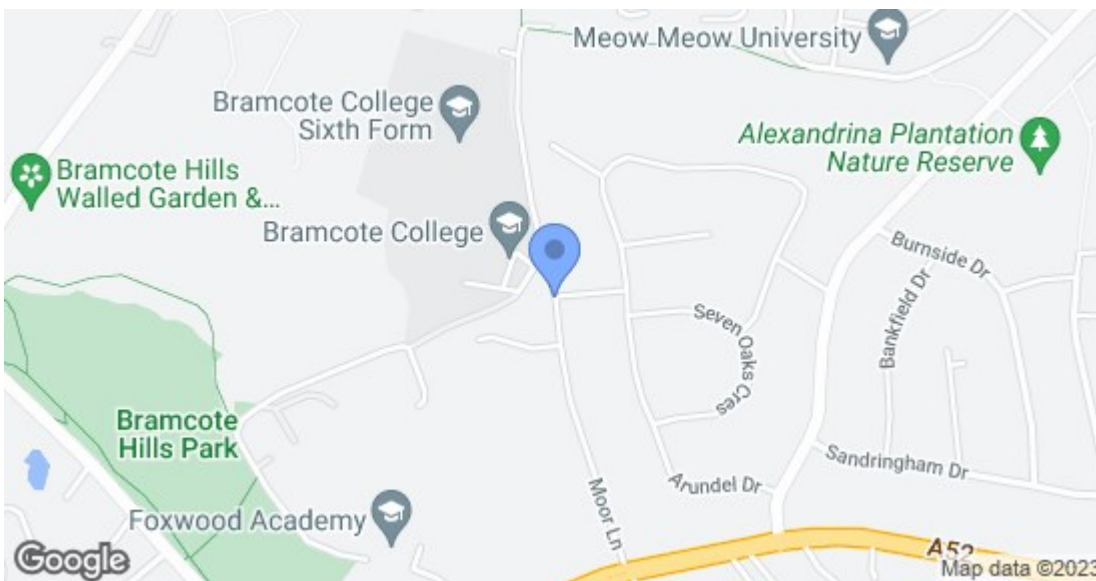 Meow Meow University
Bramcote College
Sixth Form
Alexandrina Plantation
Nature Reserve
Bramcote Hills
Walled Garden &...
Bramcote College
Burnside Dr
Bankfield Dr
Seven Oaks Cres
Bramcote
Hills Park
Sandringham Dr
Arundel Dr
Moor Ln
Foxwood Academy
A52
Google
Map data ©2023